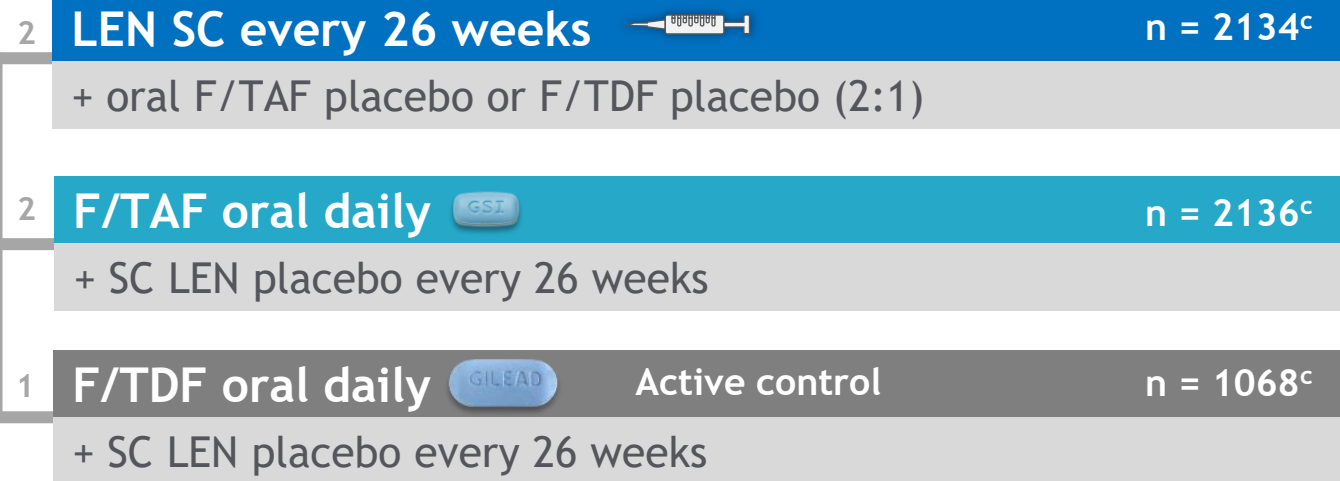 2 LEN SC every 26 weeks n = 2134ᶜ
+ oral F/TAF placebo or F/TDF placebo (2:1)
2 F/TAF oral daily GSI n = 2136ᶜ
+ SC LEN placebo every 26 weeks
1 F/TDF oral daily GILEAD Active control n = 1068ᶜ
+ SC LEN placebo every 26 weeks